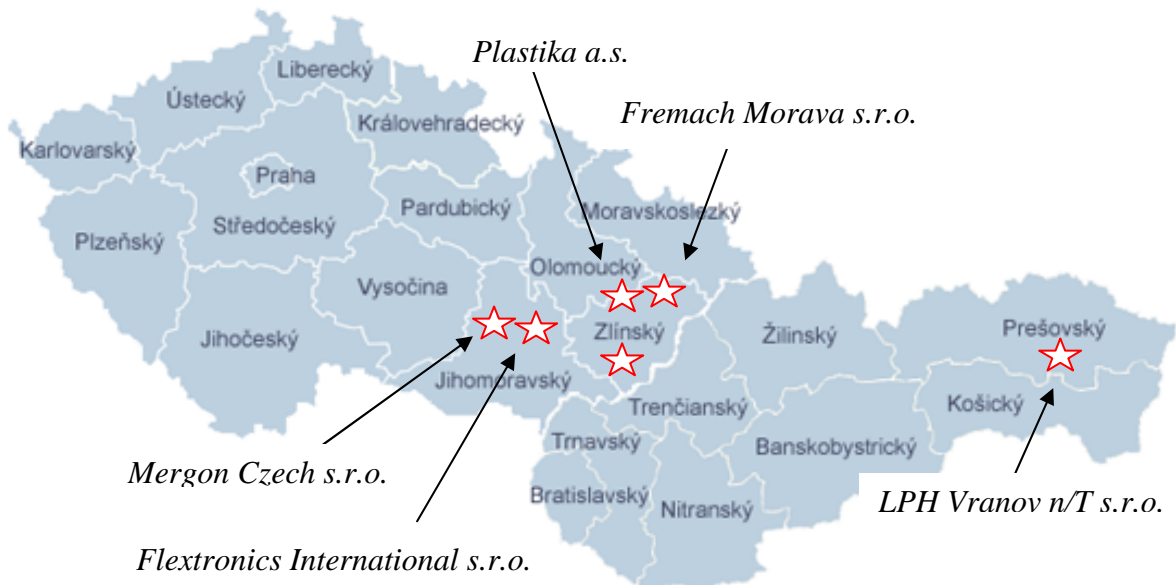 Plastika a.s.
Liberecký
Ústecký
Fremach Morava s.r.o.
Královehradecký
Karlovarský
Praha
Pardubický
Moravskoslezký
Středočeský
Plzeňský
Olomoucký
Vysočina
Jihočeský
Zlínský
Žilinský
Prešovský
Jihomoravský
Trenčianský
Košický
Trnavský
Banskobystrický
Mergon Czech s.r.o.
Bratislavský
Nitranský
LPH Vranov n/T s.r.o.
Flextronics International s.r.o.